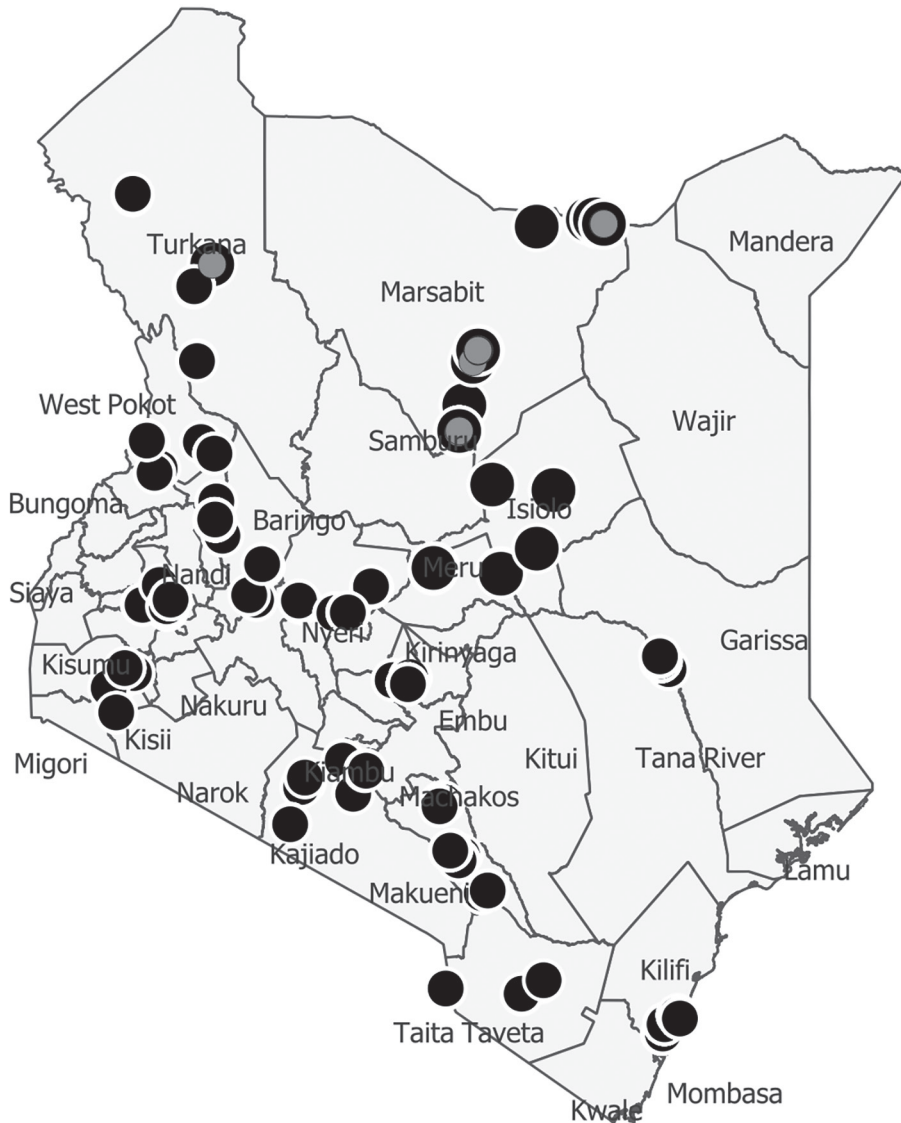 Mandera
Turkana
Marsabit
West Pokot
Wajir
Samburu
Bungoma
Isiolo
Baringo
Meru
Nandi
Siaya
Nyeri
Garissa
Kirinyaga
Kisumu
Nakuru
Embu
Kisii
Kitui
Tana River
Migori
Kiambu
Narok
Machakos
Kajiado
Lamu
Makueni
Kilifi
Taita Taveta
Mombasa
Kwale